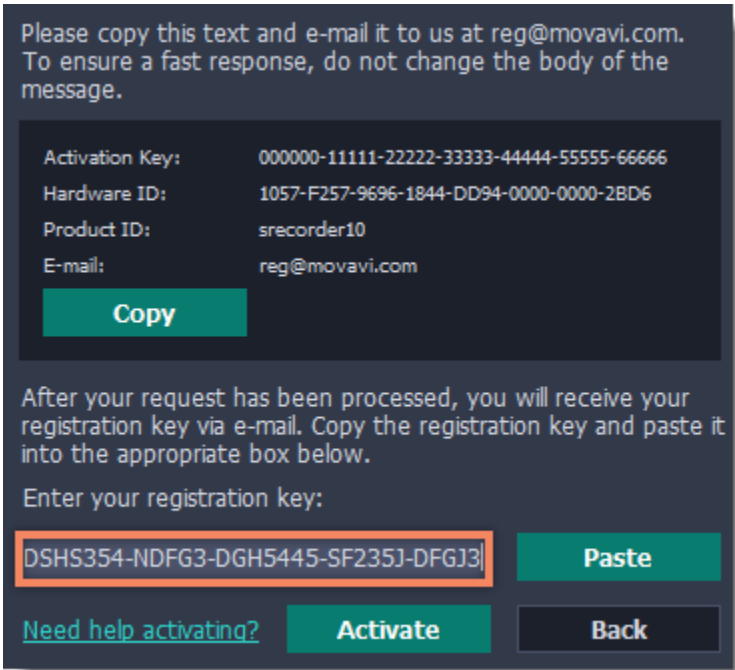 Please copy this text and e-mail it to us at reg@movavi.com.
To ensure a fast response, do not change the body of the
message.
Activation Key: 000000-11111-22222-33333-44444-55555-66666
Hardware ID: 1057-F257-9696-1844-DD94-0000-0000-2BD6
Product ID: srecorder10
E-mail: reg@movavi.com
Copy
After your request has been processed, you will receive your
registration key via e-mail. Copy the registration key and paste it
into the appropriate box below.
Enter your registration key:
DSHS354-NDFG3-DGH5445-SF235J-DFGJ3 Paste
Need help activating? Activate Back